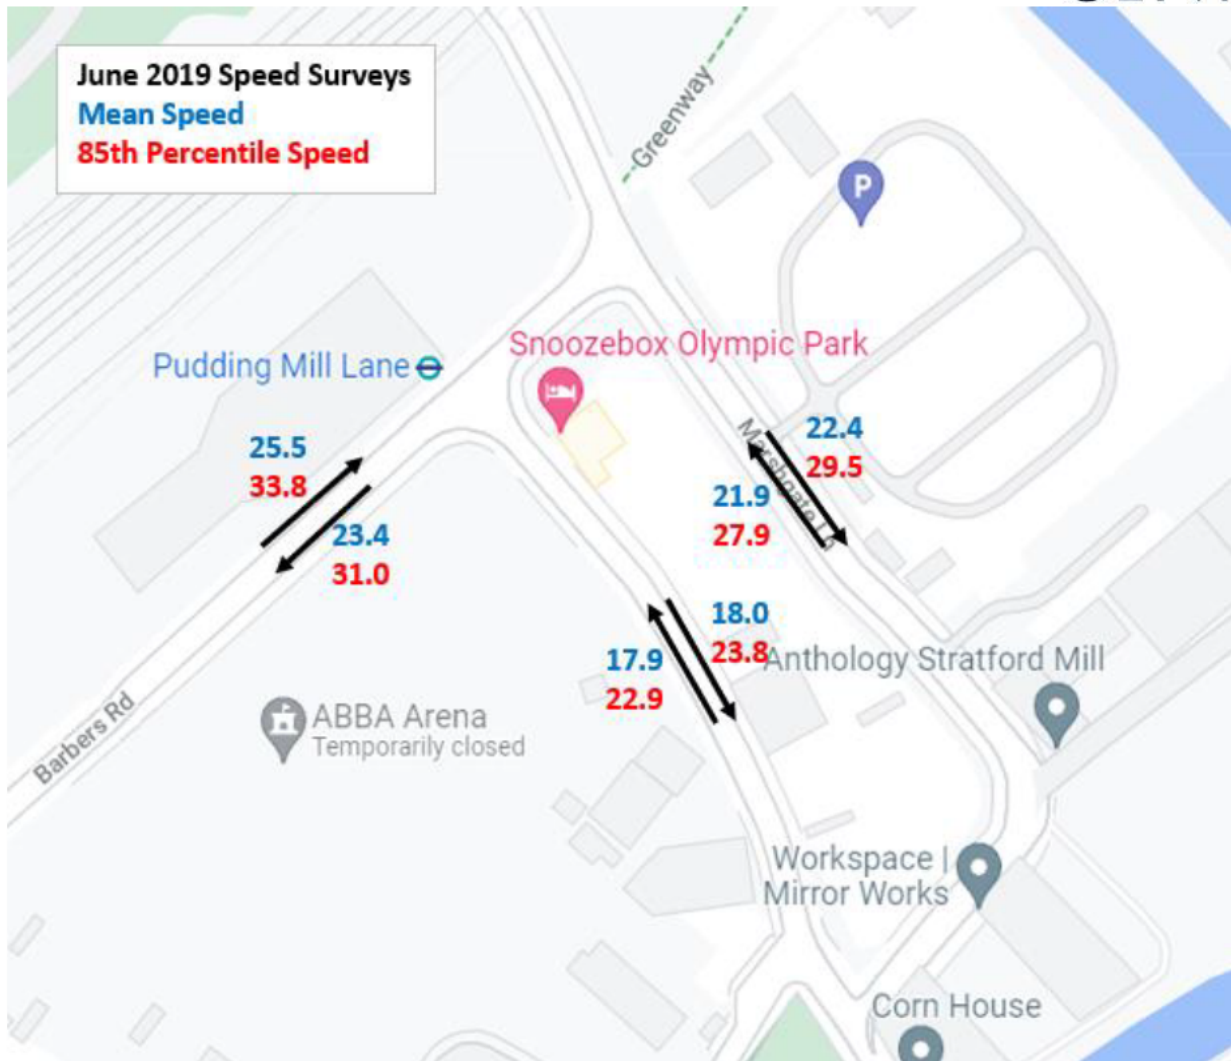 June 2019 Speed Surveys
Mean Speed
85th Percentile Speed
Greenway
P
Snoozebox Olympic Park
Pudding Mill Lane
25.5
33.8
23.4
31.0
Marshgate Ln
22.4
29.5
21.9
27.9
18.0
23.8
17.9
22.9
Anthology Stratford Mill
Barbers Rd
ABBA Arena
Temporarily closed
Workspace |
Mirror Works
Corn House